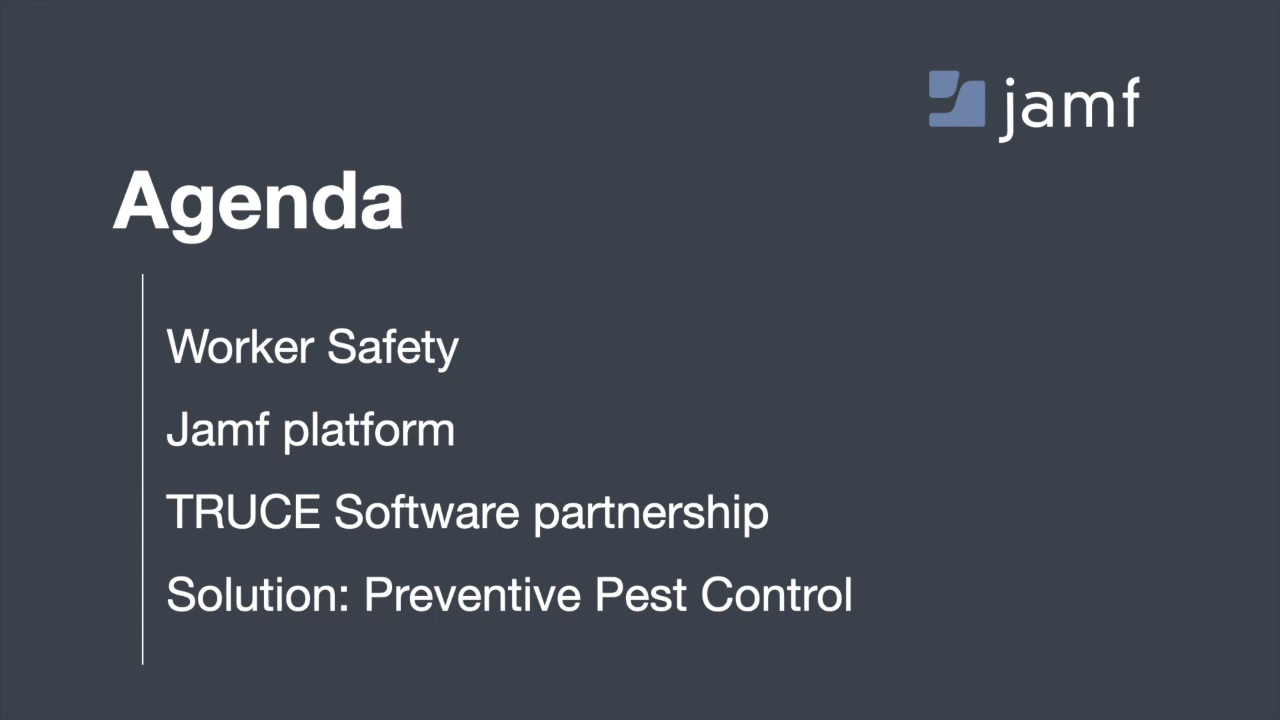 jamf
Agenda
Worker Safety
Jamf platform
TRUCE Software partnership
Solution: Preventive Pest Control